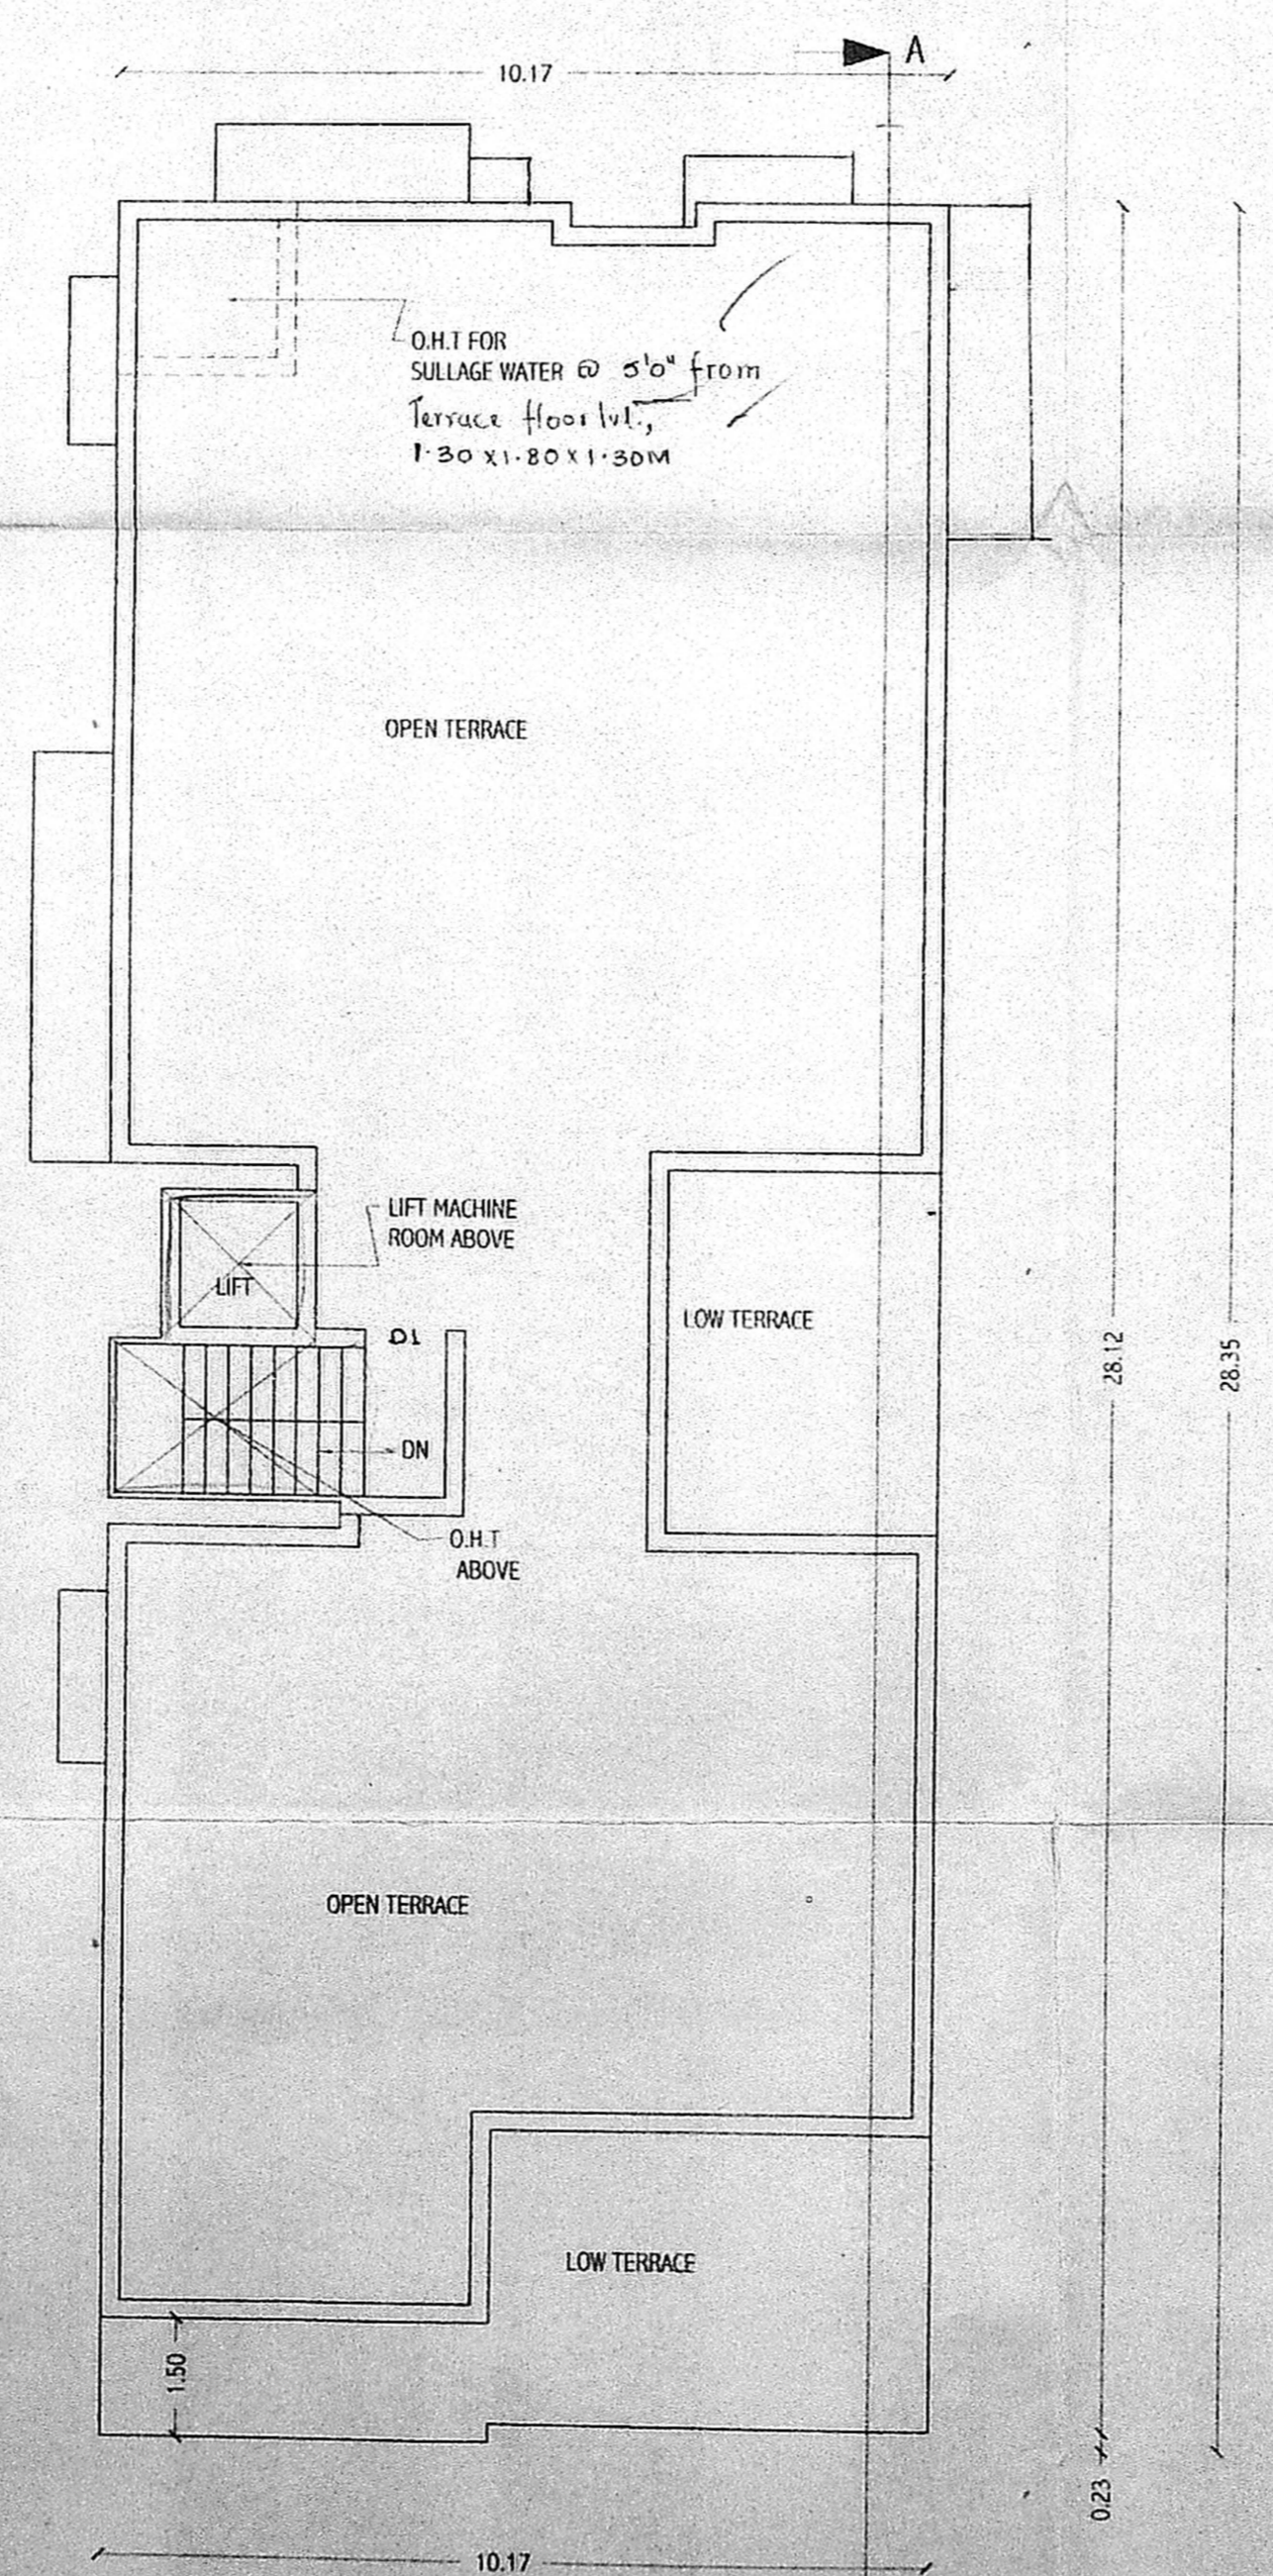 10.17
A
O.H.T FOR
SULLAGE WATER @ 5'0" from
Terrace floor lvl.,
1.30 x 1.80 x 1.30M
OPEN TERRACE
LIFT MACHINE
ROOM ABOVE
LIFT
LOW TERRACE
D1
DN
28.12
28.35
O.H.T
ABOVE
OPEN TERRACE
LOW TERRACE
1.50
0.23
10.17